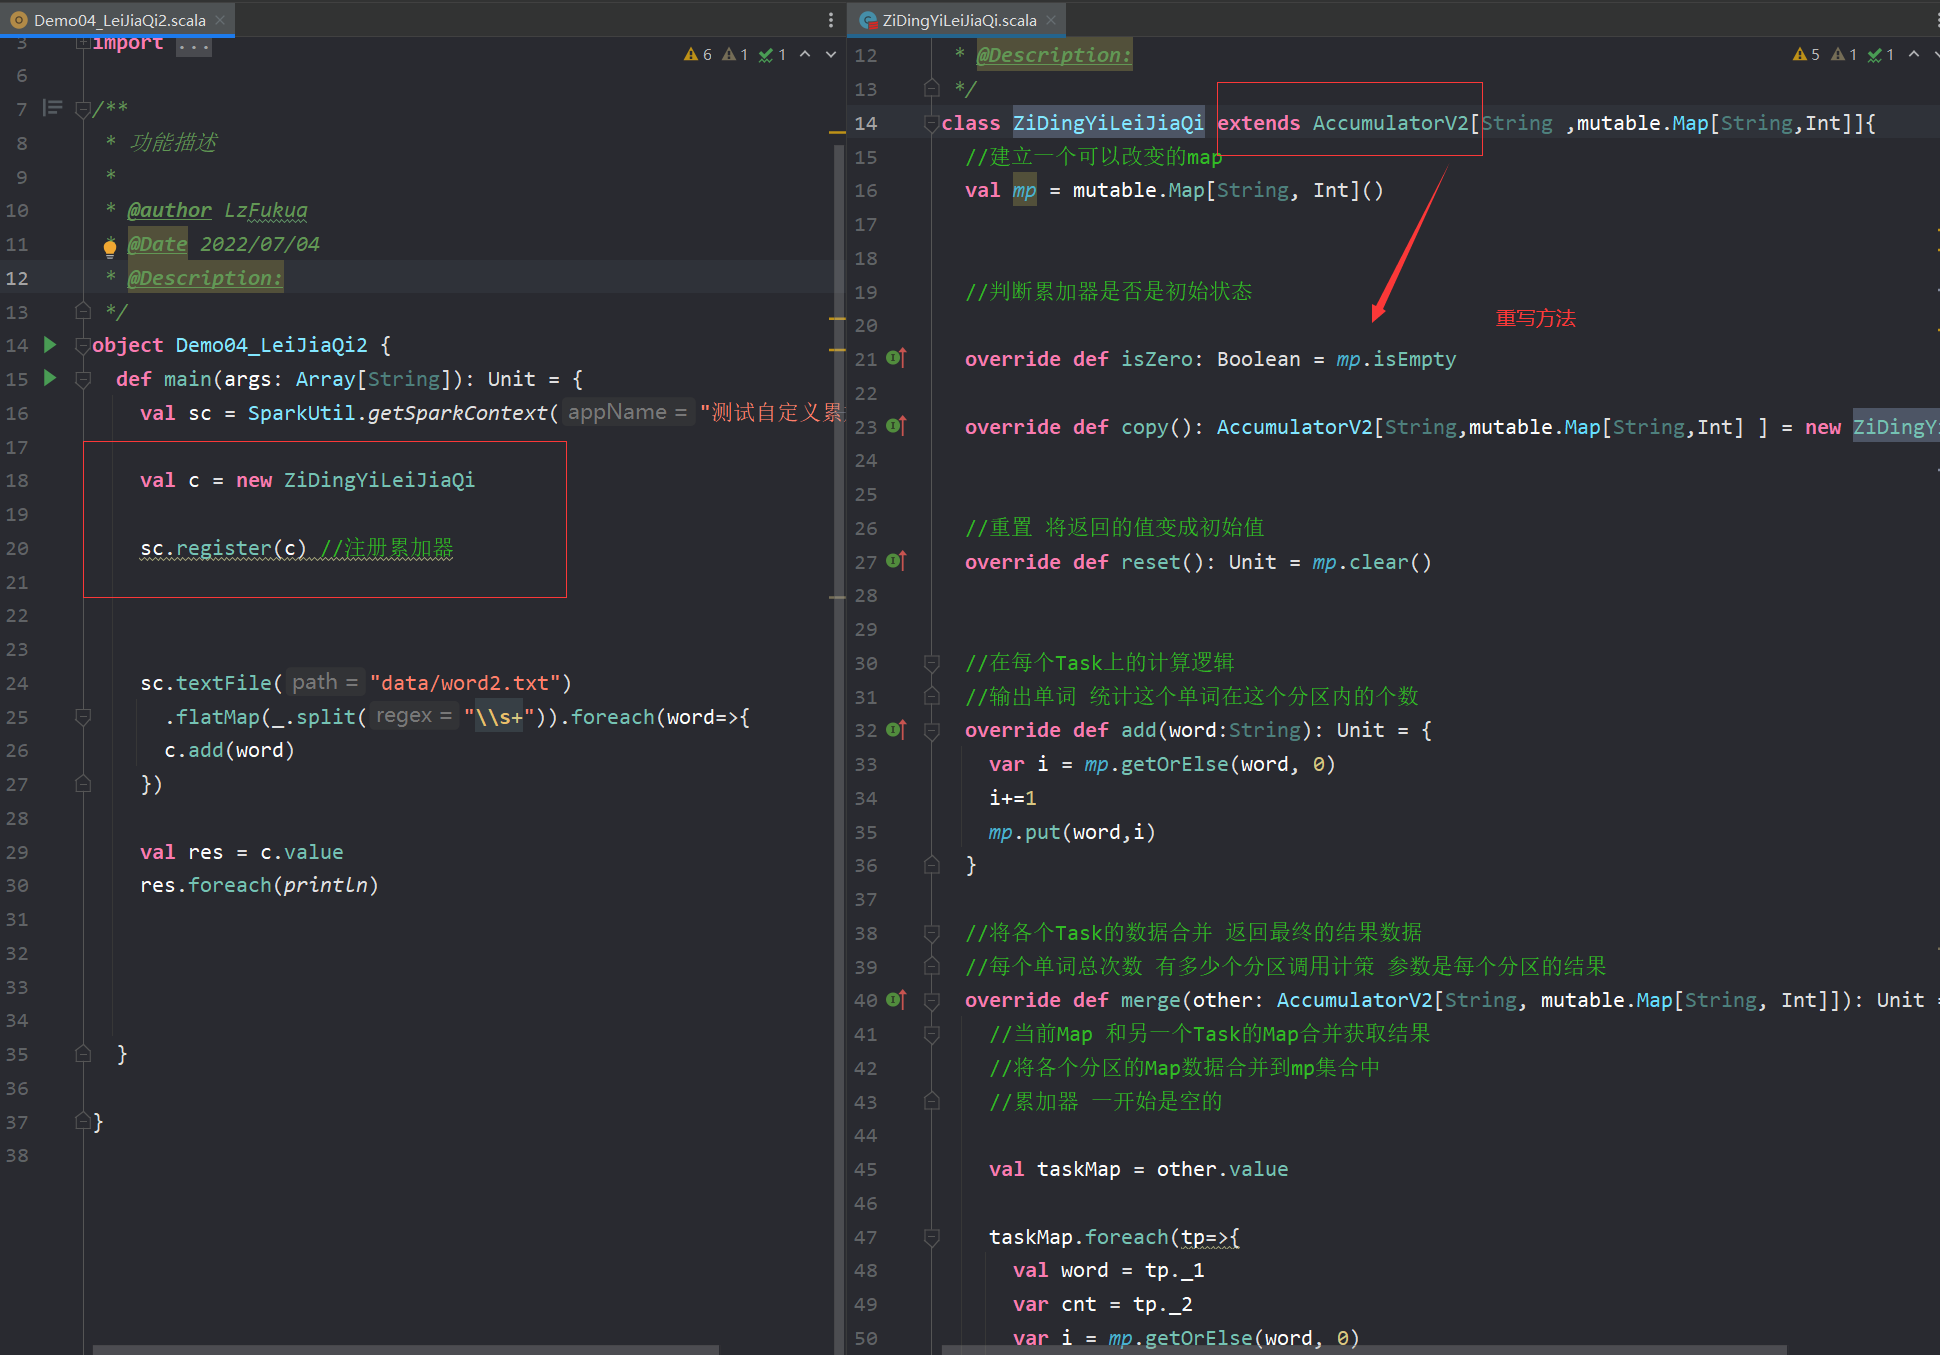 Demo04_LeiJiaQi2.scala
6 1 1
3 import ...
6
7 /**
8 * 功能描述
9 *
10 * @author LzFukua
11 * @Date 2022/07/04
12 * @Description:
13 */
14 object Demo04_LeiJiaQi2 {
15 def main(args: Array[String]): Unit = {
16 val sc = SparkUtil.getSparkContext( appName = "测试自定义累
17
18 val c = new ZiDingYiLeiJiaQi
19
20 sc.register(c) //注册累加器
21
22
23
24 sc.textFile( path = "data/word2.txt")
25 .flatMap(_.split( regex = "\\s+")).foreach(word=>{
26 c.add(word)
27 })
28
29 val res = c.value
30 res.foreach(println)
31
32
33
34
35 }
36
37 }
38
ZiDingYiLeiJiaQi.scala
5 1 1
12 * @Description:
13 */
14 class ZiDingYiLeiJiaQi extends AccumulatorV2[String ,mutable.Map[String,Int]]{
15 //建立一个可以改变的map
16 val mp = mutable.Map[String, Int]()
17
18
19 //判断累加器是否是初始状态
20
重写方法
21 override def isZero: Boolean = mp.isEmpty
22
23 override def copy(): AccumulatorV2[String,mutable.Map[String,Int] ] = new ZiDingYi
24
25
26 //重置 将返回的值变成初始值
27 override def reset(): Unit = mp.clear()
28
29
30 //在每个Task上的计算逻辑
31 //输出单词 统计这个单词在这个分区内的个数
32 override def add(word:String): Unit = {
33 var i = mp.getOrElse(word, 0)
34 i+=1
35 mp.put(word,i)
36 }
37
38 //将各个Task的数据合并 返回最终的结果数据
39 //每个单词总次数 有多少个分区调用计策 参数是每个分区的结果
40 override def merge(other: AccumulatorV2[String, mutable.Map[String, Int]]): Unit =
41 //当前Map 和另一个Task的Map合并获取结果
42 //将各个分区的Map数据合并到mp集合中
43 //累加器 一开始是空的
44
45 val taskMap = other.value
46
47 taskMap.foreach(tp=>{
48 val word = tp._1
49 var cnt = tp._2
50 var i = mp.getOrElse(word, 0)